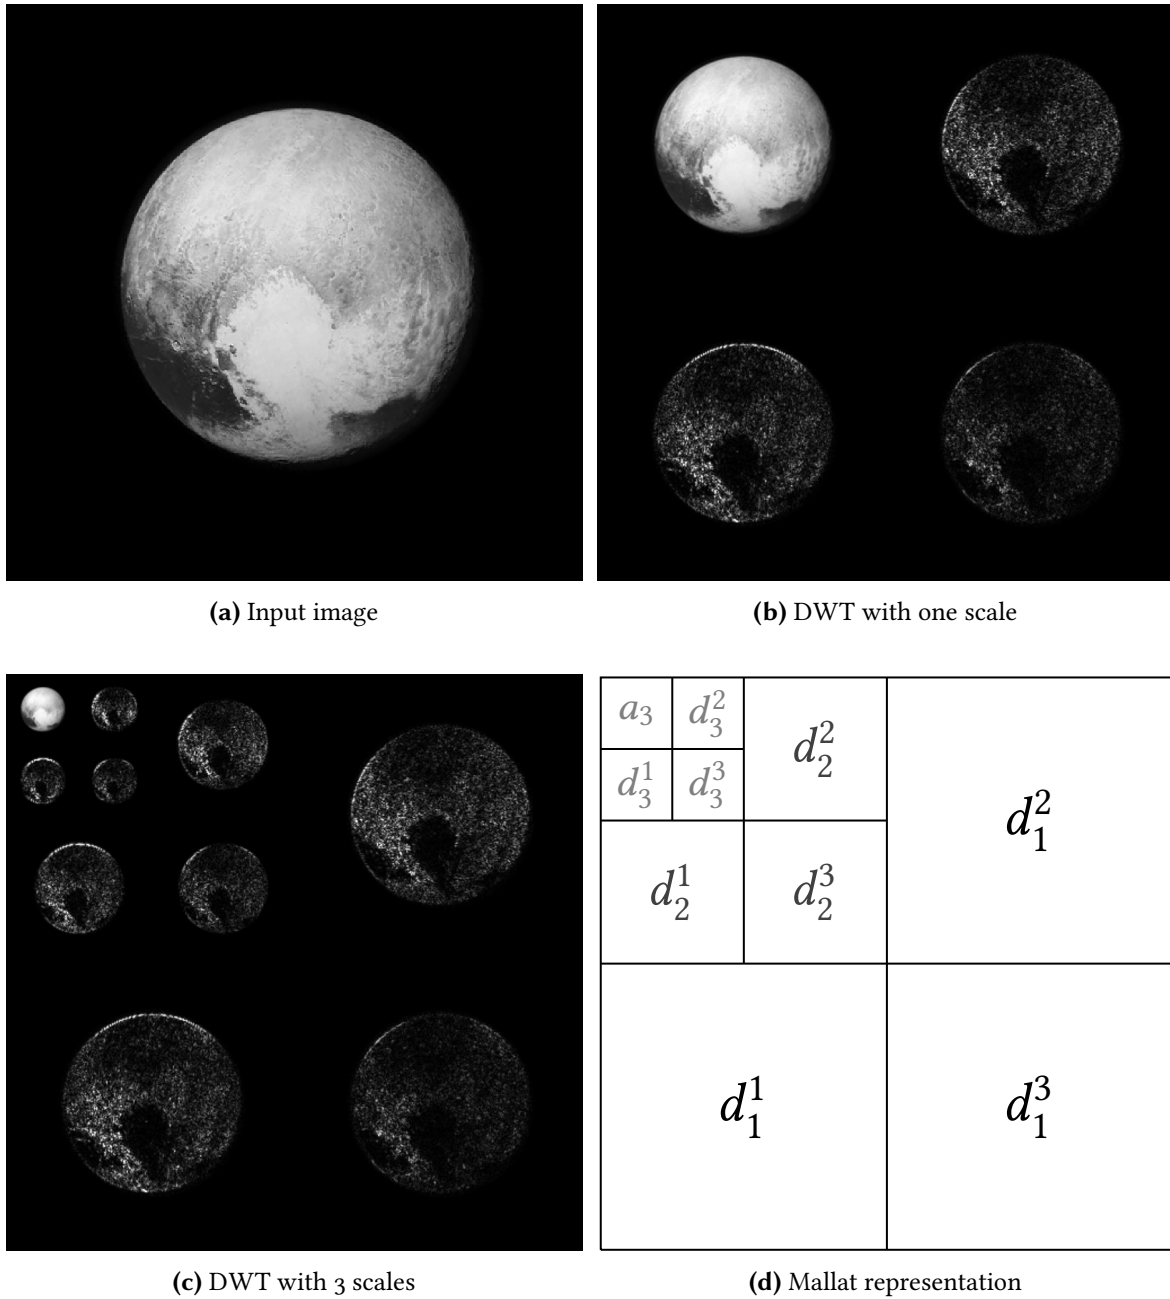 (a) Input image
(b) DWT with one scale
a₃ d₃²
d₂²
d₃¹ d₃³
d₁²
d₂¹ d₂³
d₁¹ d₁³
(c) DWT with 3 scales
(d) Mallat representation